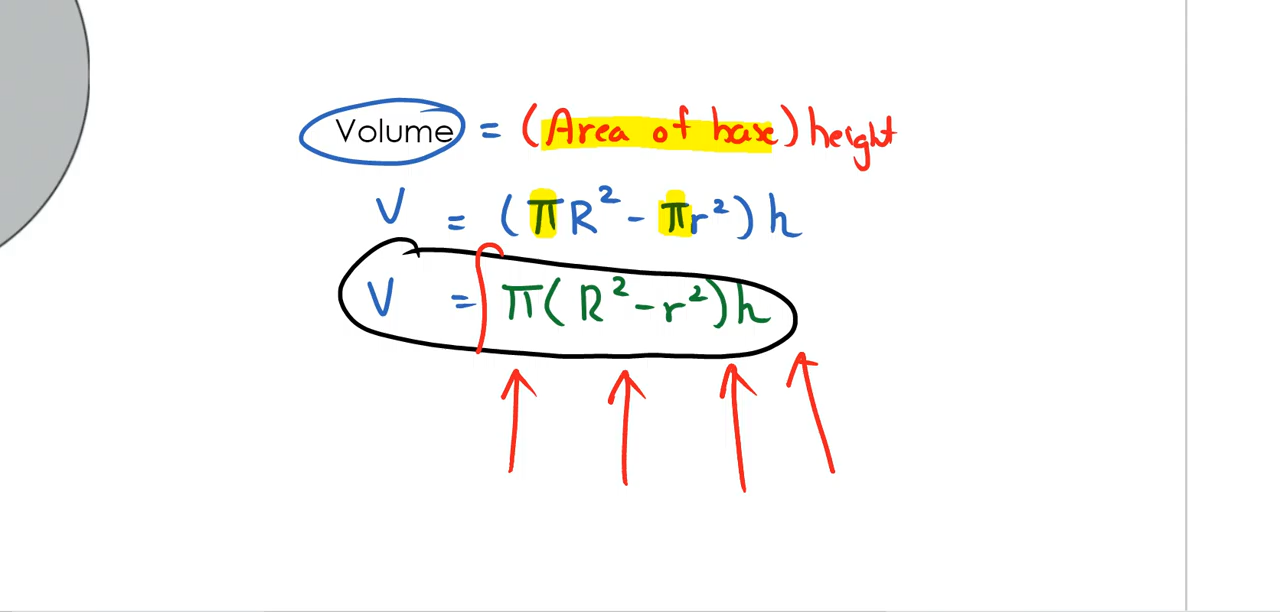 Volume = (Area of base) height
V = (πR² - πr²) h
V = π(R² - r²) h